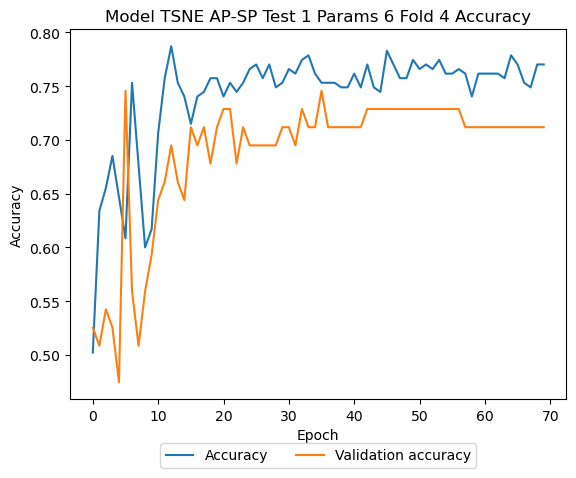 Model TSNE AP-SP Test 1 Params 6 Fold 4 Accuracy
0.80
0.75
0.70
0.65
0.60
0.55
0.50
Accuracy
0 10 20 30 40 50 60 70
Epoch
Accuracy Validation accuracy